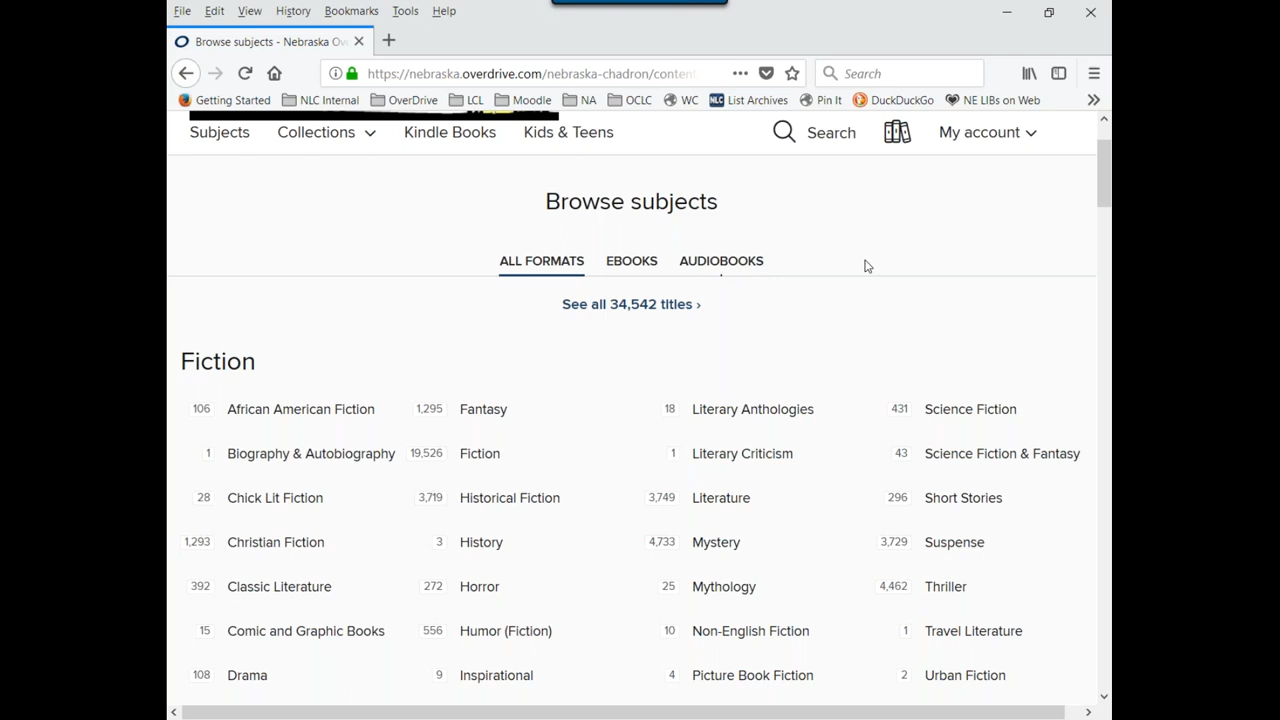 File Edit View History Bookmarks Tools Help
Browse subjects - Nebraska Ov
https://nebraska.overdrive.com/nebraska-chadron/content
Search
Getting Started NLC Internal OverDrive LCL Moodle NA OCLC WC NLC List Archives Pin It DuckDuckGo NE LIBs on Web
Subjects Collections Kindle Books Kids & Teens Search My account
Browse subjects
ALL FORMATS EBOOKS AUDIOBOOKS
See all 34,542 titles ›
Fiction
106 African American Fiction 1,295 Fantasy 18 Literary Anthologies 431 Science Fiction
1 Biography & Autobiography 19,526 Fiction 1 Literary Criticism 43 Science Fiction & Fantasy
28 Chick Lit Fiction 3,719 Historical Fiction 3,749 Literature 296 Short Stories
1,293 Christian Fiction 3 History 4,733 Mystery 3,729 Suspense
392 Classic Literature 272 Horror 25 Mythology 4,462 Thriller
15 Comic and Graphic Books 556 Humor (Fiction) 10 Non-English Fiction 1 Travel Literature
108 Drama 9 Inspirational 4 Picture Book Fiction 2 Urban Fiction